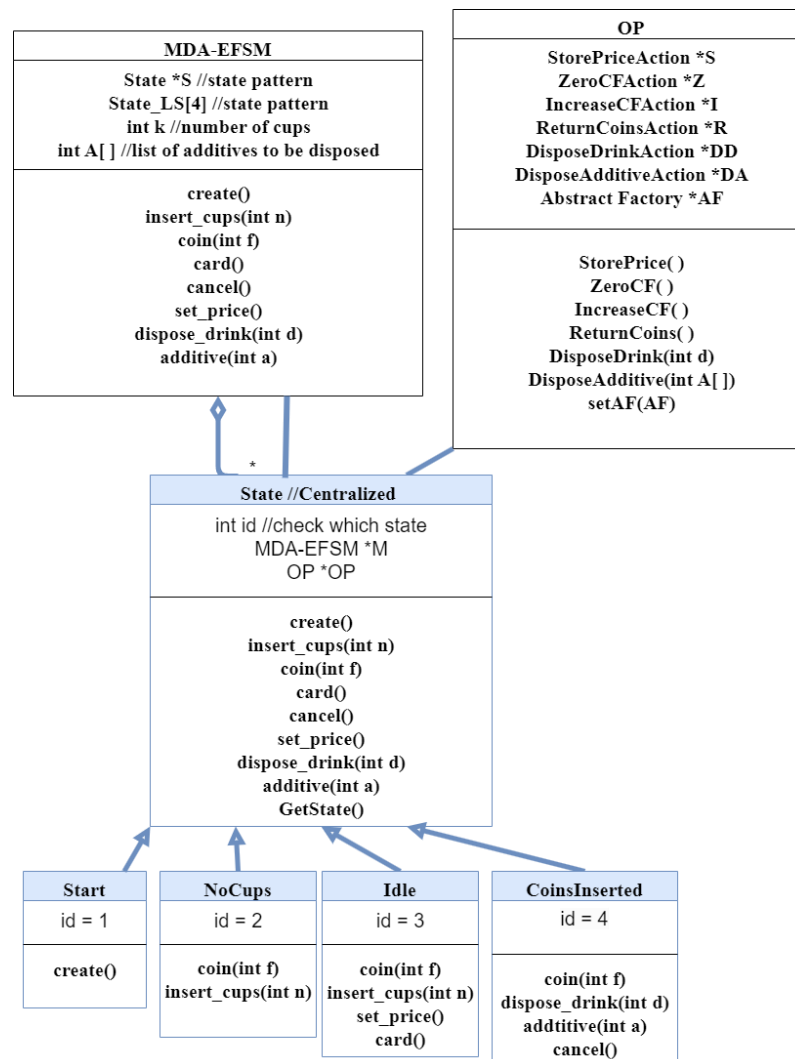 MDA-EFSM
State *S //state pattern
State_LS[4] //state pattern
int k //number of cups
int A[ ] //list of additives to be disposed
create()
insert_cups(int n)
coin(int f)
card()
cancel()
set_price()
dispose_drink(int d)
additive(int a)
OP
StorePriceAction *S
ZeroCFAction *Z
IncreaseCFAction *I
ReturnCoinsAction *R
DisposeDrinkAction *DD
DisposeAdditiveAction *DA
Abstract Factory *AF
StorePrice( )
ZeroCF( )
IncreaseCF( )
ReturnCoins( )
DisposeDrink(int d)
DisposeAdditive(int A[ ])
setAF(AF)
*
State //Centralized
int id //check which state
MDA-EFSM *M
OP *OP
create()
insert_cups(int n)
coin(int f)
card()
cancel()
set_price()
dispose_drink(int d)
additive(int a)
GetState()
Start
id = 1
create()
NoCups
id = 2
coin(int f)
insert_cups(int n)
Idle
id = 3
coin(int f)
insert_cups(int n)
set_price()
card()
CoinsInserted
id = 4
coin(int f)
dispose_drink(int d)
addtitive(int a)
cancel()